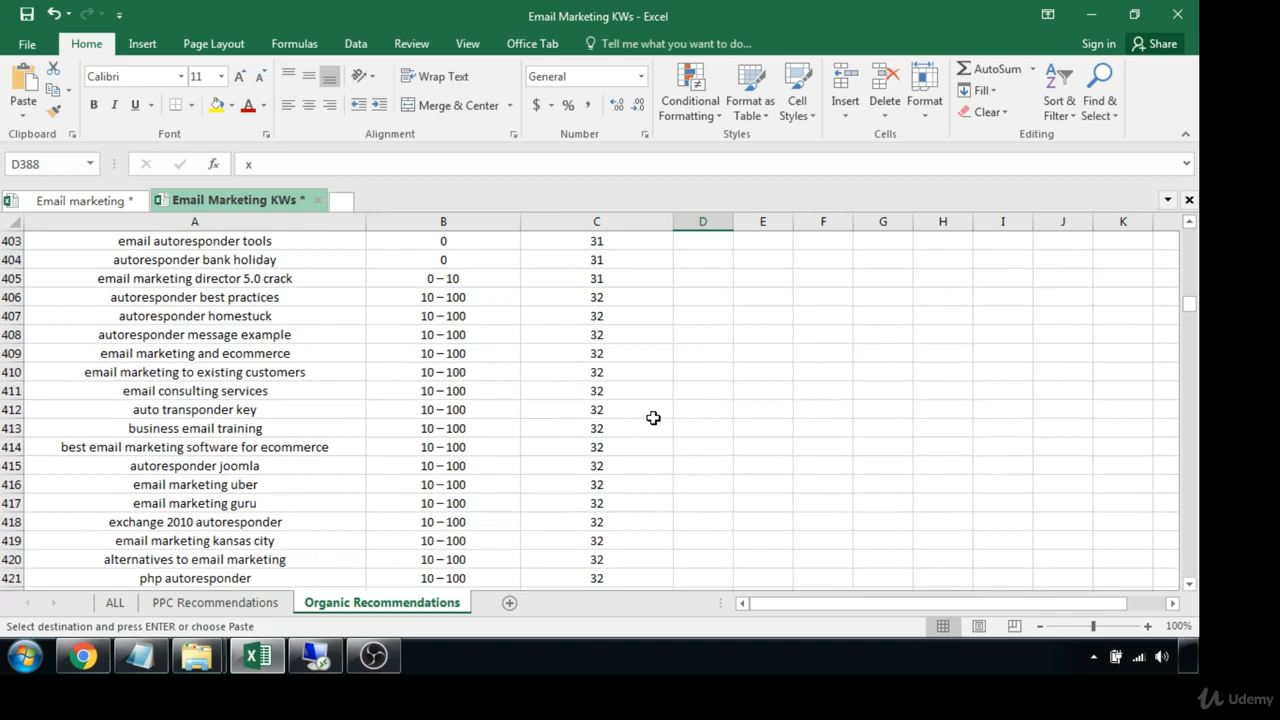 Email Marketing KWs - Excel
File Home Insert Page Layout Formulas Data Review View Office Tab Tell me what you want to do... Sign in Share
Paste Calibri 11 Wrap Text General AutoSum
B I U Merge & Center $ % , Conditional Formatting Format as Table Cell Styles Insert Delete Format Fill Sort & Filter Find & Select
Clear
Clipboard Font Alignment Number Styles Cells Editing
D388 fx x
Email marketing * Email Marketing KWs *
A B C D E F G H I J K
403 email autoresponder tools 0 31
404 autoresponder bank holiday 0 31
405 email marketing director 5.0 crack 0 – 10 31
406 autoresponder best practices 10 – 100 32
407 autoresponder homestuck 10 – 100 32
408 autoresponder message example 10 – 100 32
409 email marketing and ecommerce 10 – 100 32
410 email marketing to existing customers 10 – 100 32
411 email consulting services 10 – 100 32
412 auto transponder key 10 – 100 32
413 business email training 10 – 100 32
414 best email marketing software for ecommerce 10 – 100 32
415 autoresponder joomla 10 – 100 32
416 email marketing uber 10 – 100 32
417 email marketing guru 10 – 100 32
418 exchange 2010 autoresponder 10 – 100 32
419 email marketing kansas city 10 – 100 32
420 alternatives to email marketing 10 – 100 32
421 php autoresponder 10 – 100 32
ALL PPC Recommendations Organic Recommendations
Select destination and press ENTER or choose Paste 100%
Udemy